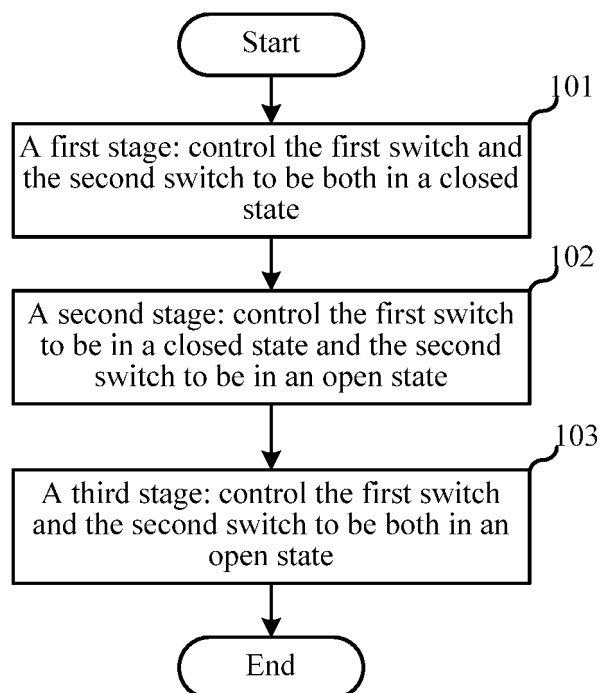 Start
101
A first stage: control the first switch and
the second switch to be both in a closed
state
102
A second stage: control the first switch
to be in a closed state and the second
switch to be in an open state
103
A third stage: control the first switch
and the second switch to be both in an
open state
End